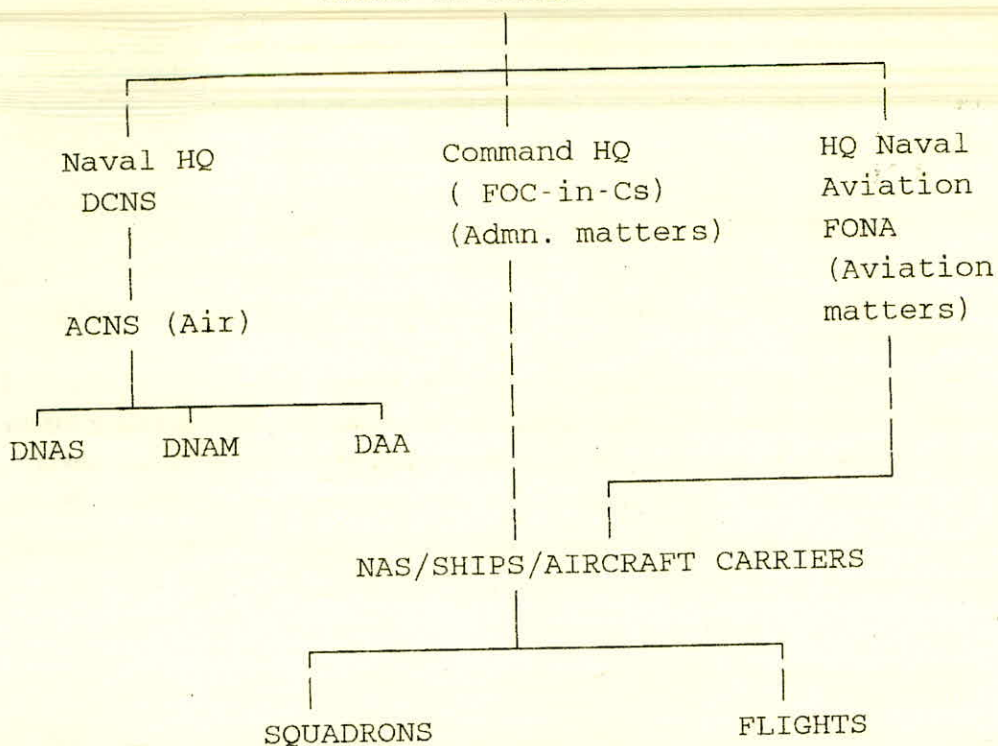 Naval HQ
DCNS
Command HQ
( FOC-in-Cs)
(Admn. matters)
HQ Naval
Aviation
FONA
(Aviation
matters)
ACNS (Air)
DNAS DNAM DAA
NAS/SHIPS/AIRCRAFT CARRIERS
SQUADRONS FLIGHTS